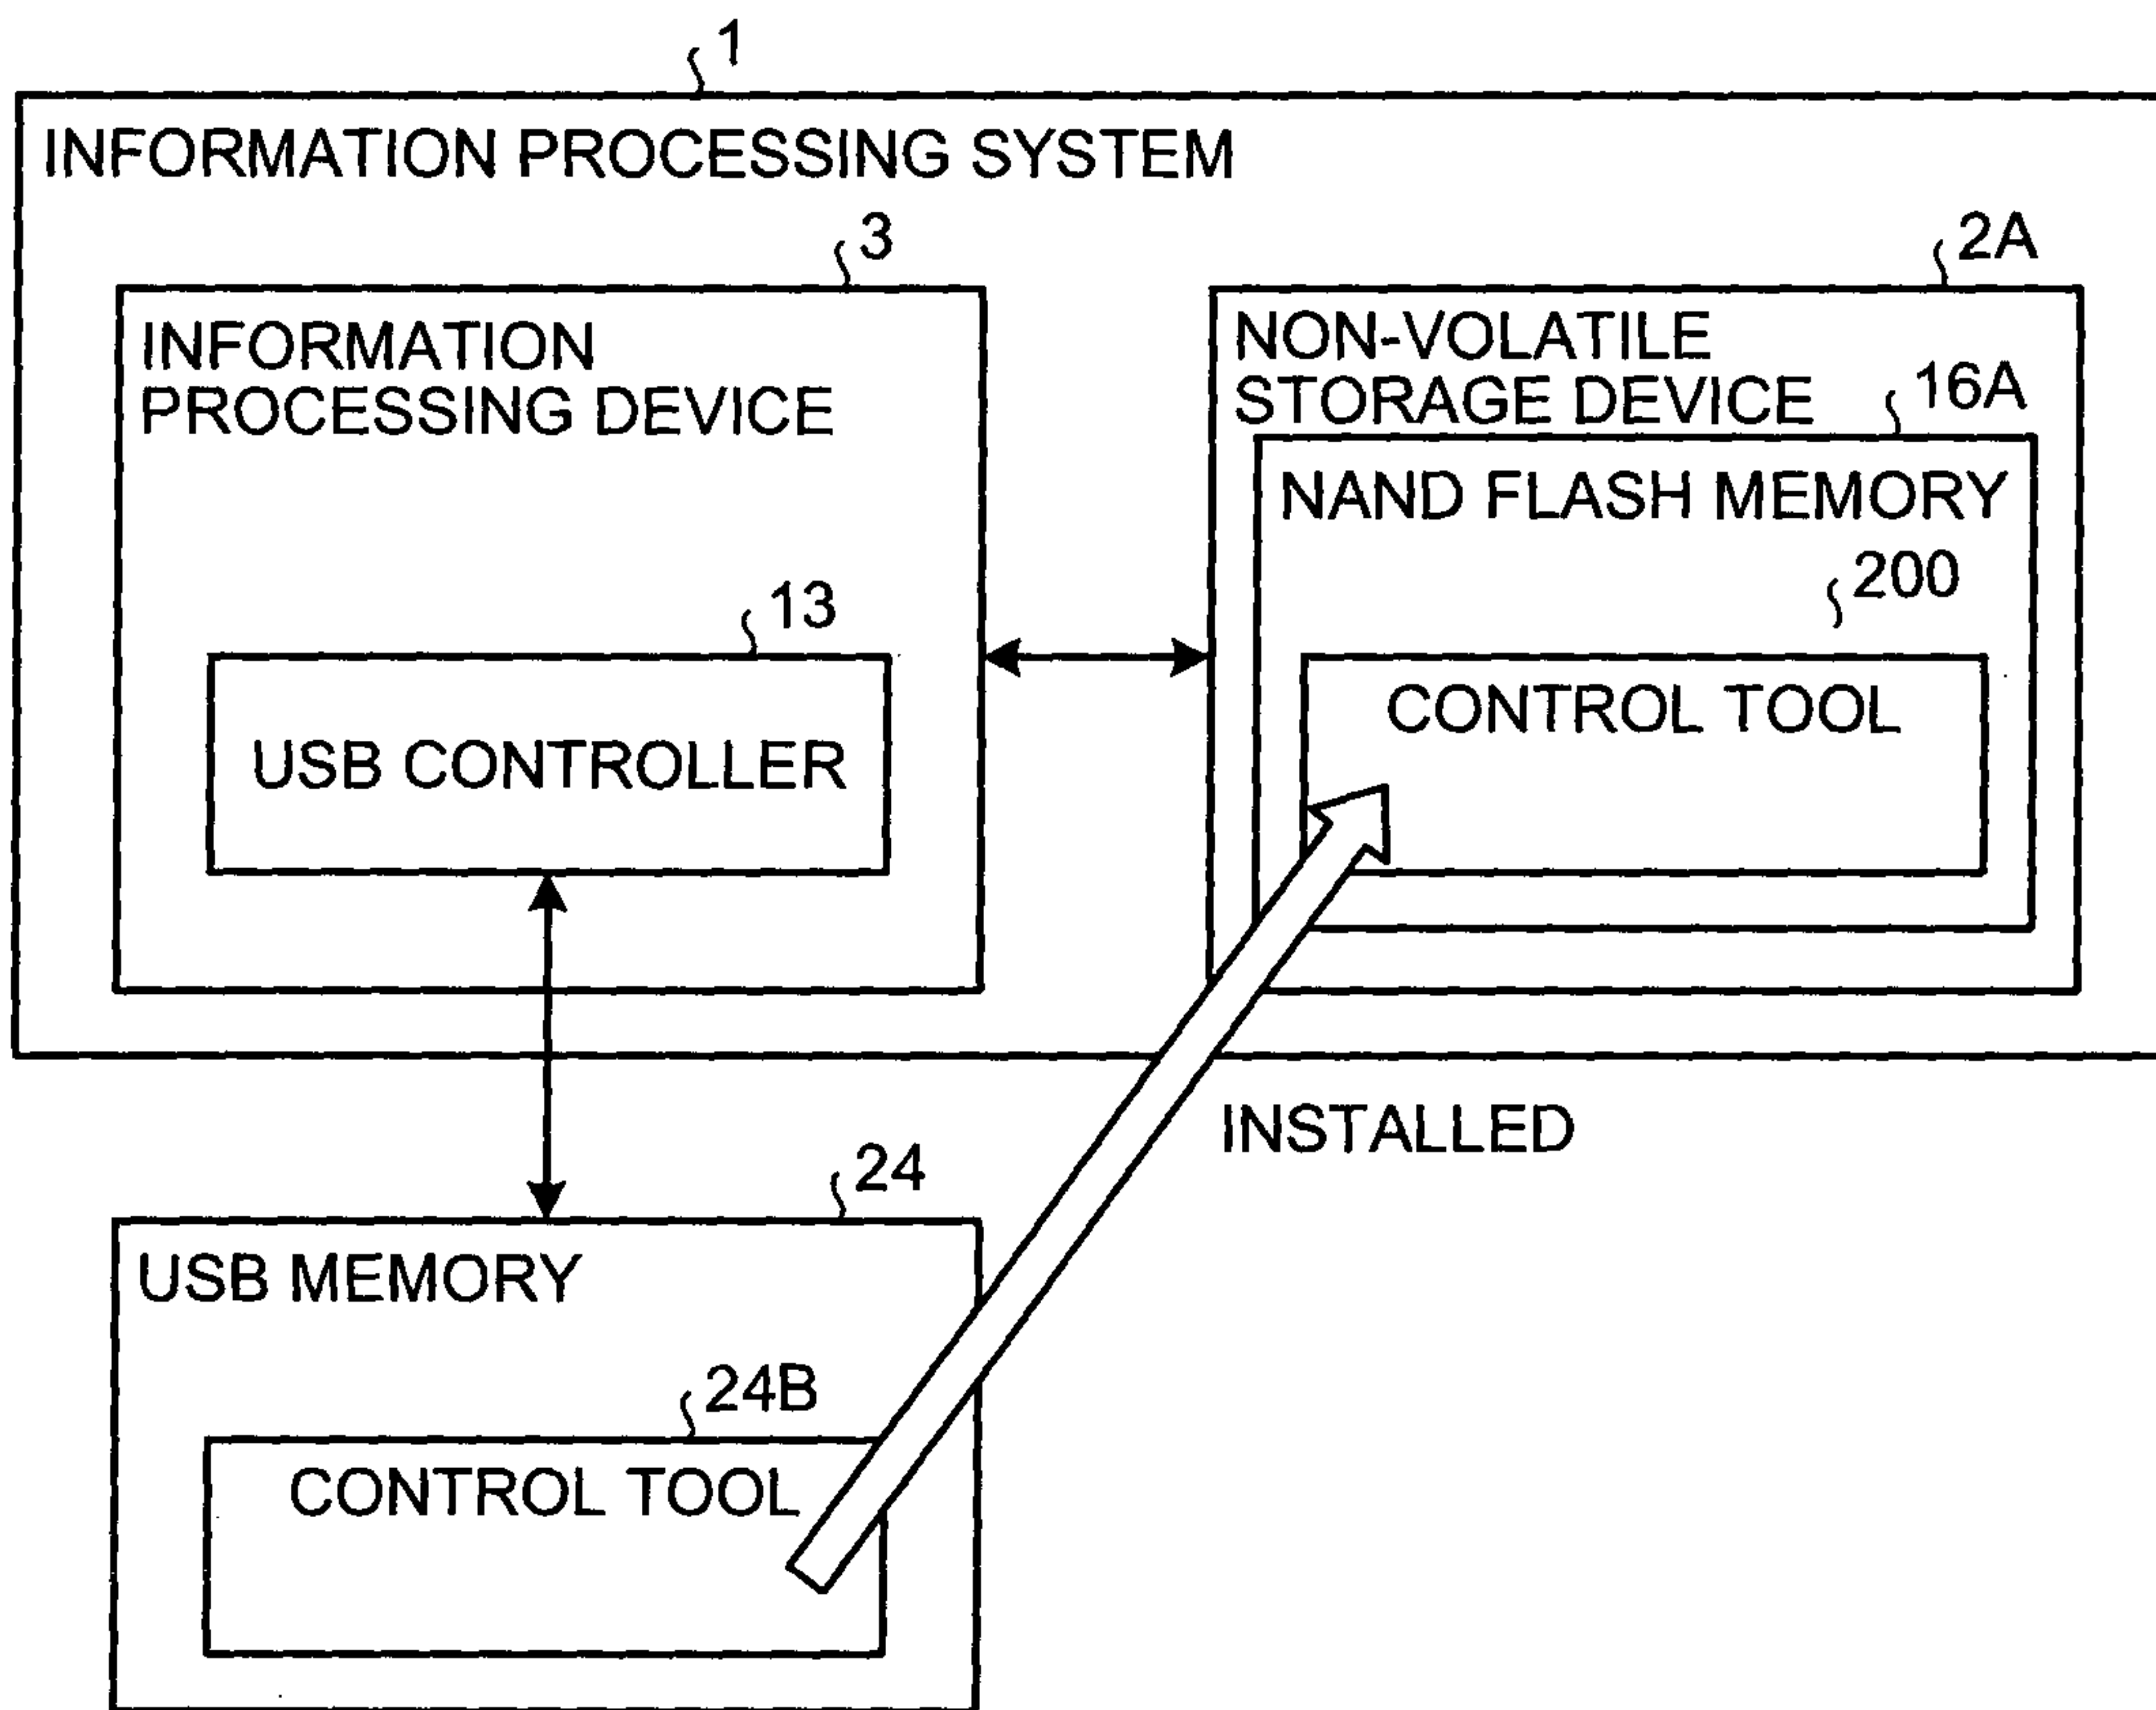 1
INFORMATION PROCESSING SYSTEM
3
2A
INFORMATION
PROCESSING DEVICE
NON-VOLATILE
STORAGE DEVICE
16A
NAND FLASH MEMORY
200
CONTROL TOOL
13
USB CONTROLLER
INSTALLED
24
USB MEMORY
24B
CONTROL TOOL